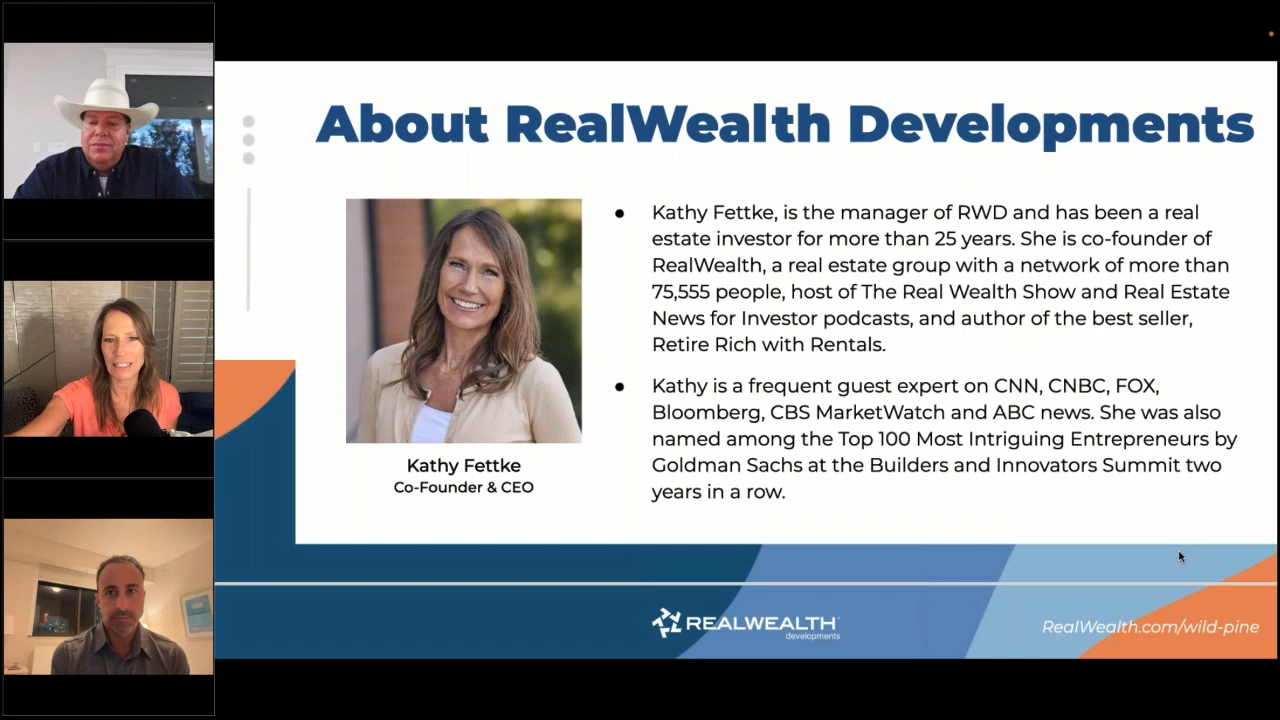 About RealWealth Developments
Kathy Fettke
Co-Founder & CEO
● Kathy Fettke, is the manager of RWD and has been a real
estate investor for more than 25 years. She is co-founder of
RealWealth, a real estate group with a network of more than
75,555 people, host of The Real Wealth Show and Real Estate
News for Investor podcasts, and author of the best seller,
Retire Rich with Rentals.
● Kathy is a frequent guest expert on CNN, CNBC, FOX,
Bloomberg, CBS MarketWatch and ABC news. She was also
named among the Top 100 Most Intriguing Entrepreneurs by
Goldman Sachs at the Builders and Innovators Summit two
years in a row.
REALWEALTH
developments
RealWealth.com/wild-pine